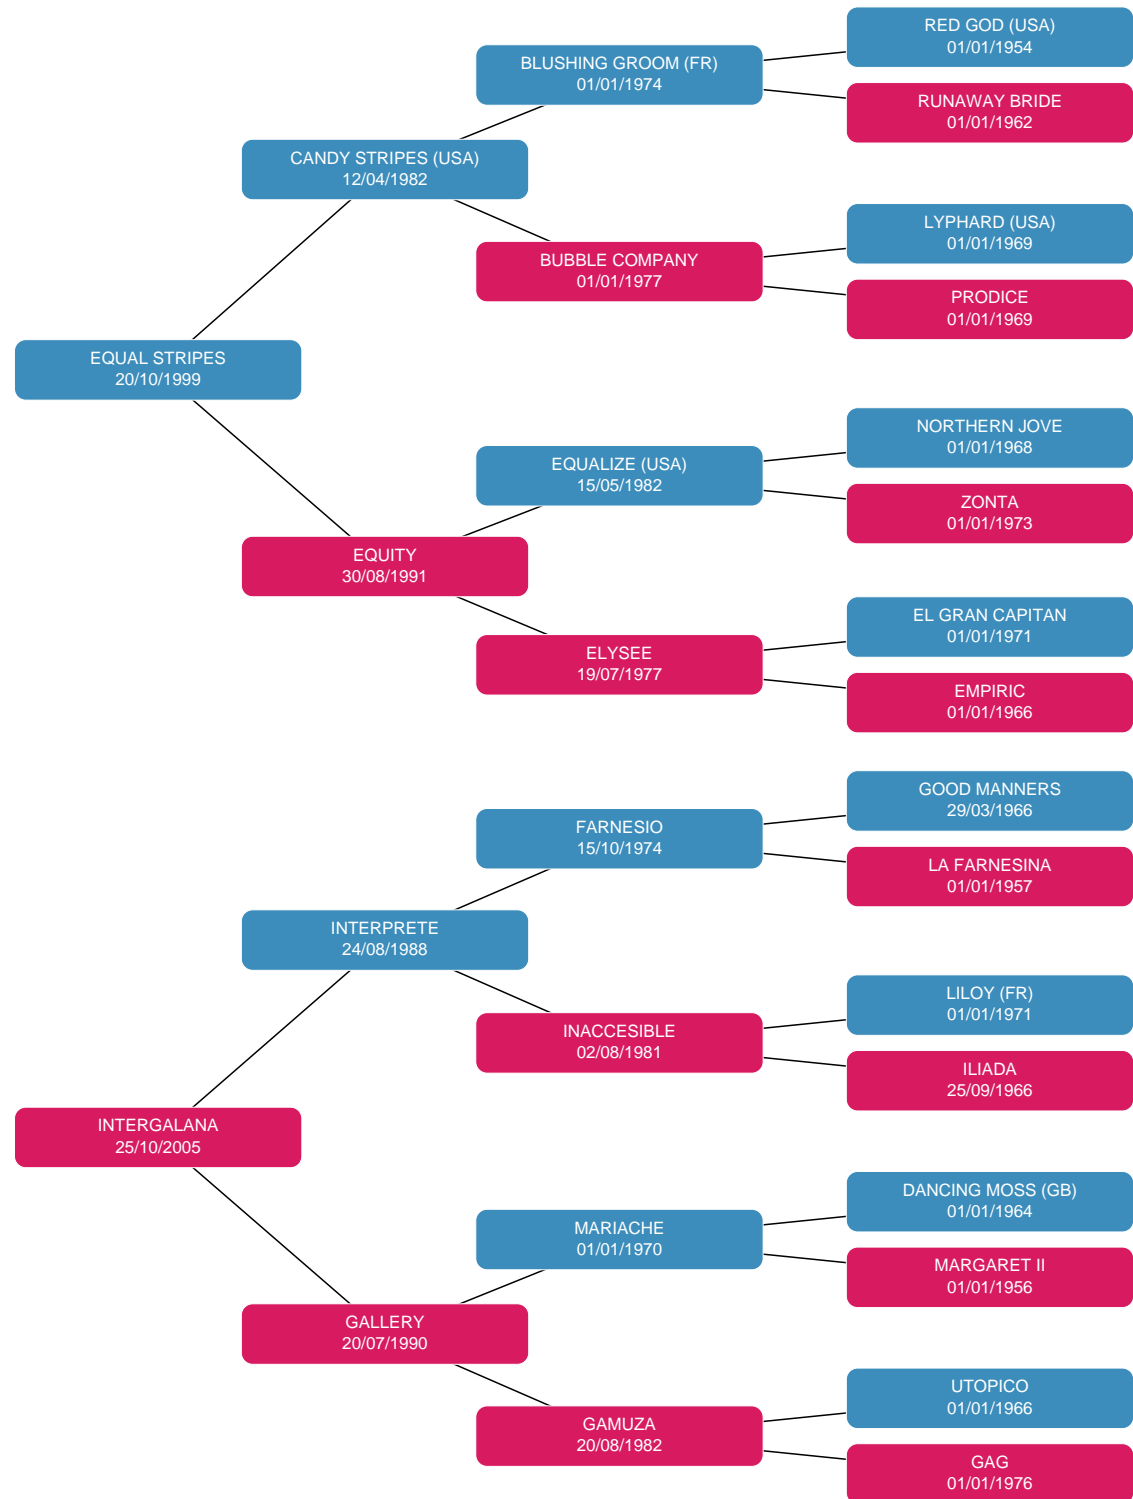 RED GOD (USA)
01/01/1954
BLUSHING GROOM (FR)
01/01/1974
RUNAWAY BRIDE
01/01/1962
CANDY STRIPES (USA)
12/04/1982
LYPHARD (USA)
01/01/1969
BUBBLE COMPANY
01/01/1977
PRODICE
01/01/1969
EQUAL STRIPES
20/10/1999
NORTHERN JOVE
01/01/1968
EQUALIZE (USA)
15/05/1982
ZONTA
01/01/1973
EQUITY
30/08/1991
EL GRAN CAPITAN
01/01/1971
ELYSEE
19/07/1977
EMPIRIC
01/01/1966
GOOD MANNERS
29/03/1966
FARNESIO
15/10/1974
LA FARNESINA
01/01/1957
INTERPRETE
24/08/1988
LILOY (FR)
01/01/1971
INACCESIBLE
02/08/1981
ILIADA
25/09/1966
INTERGALANA
25/10/2005
DANCING MOSS (GB)
01/01/1964
MARIACHE
01/01/1970
MARGARET II
01/01/1956
GALLERY
20/07/1990
UTOPICO
01/01/1966
GAMUZA
20/08/1982
GAG
01/01/1976